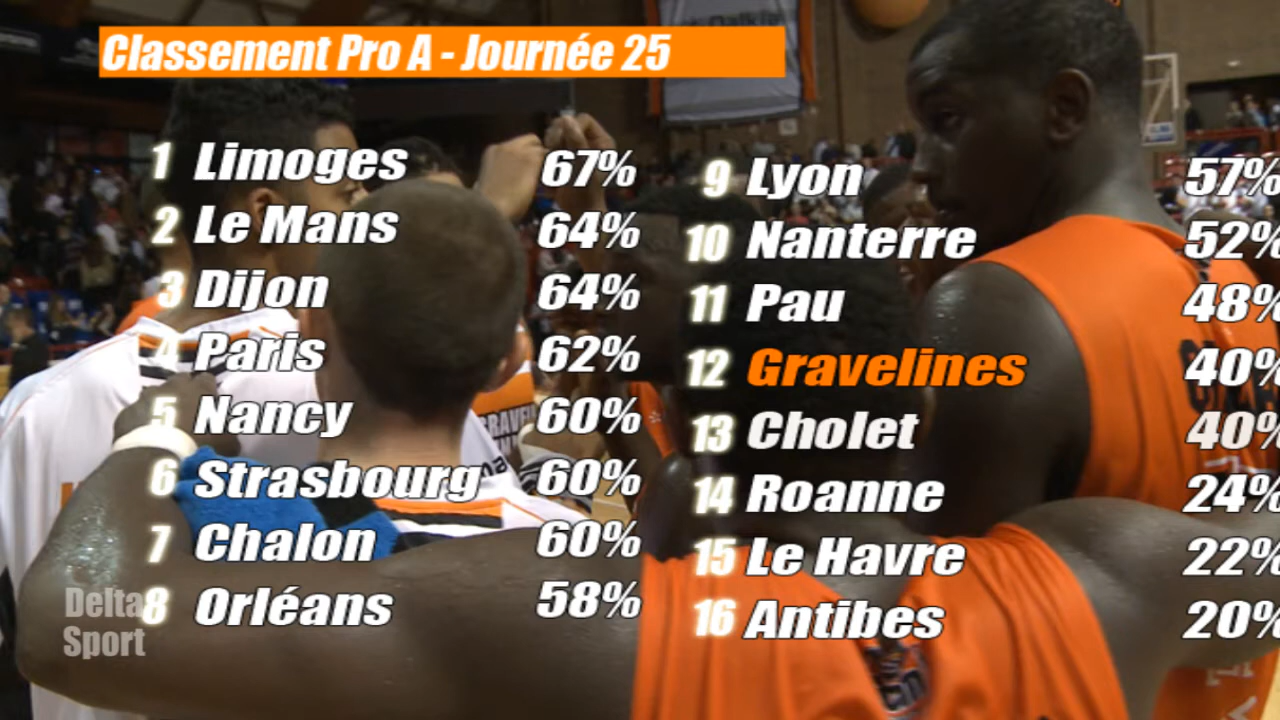 Classement Pro A - Journée 25
1 Limoges 67%
2 Le Mans 64%
3 Dijon 64%
4 Paris 62%
5 Nancy 60%
6 Strasbourg 60%
7 Chalon 60%
8 Orléans 58%
9 Lyon 57%
10 Nanterre 52%
11 Pau 48%
12 Gravelines 40%
13 Cholet 40%
14 Roanne 24%
15 Le Havre 22%
16 Antibes 20%
Delta
Sport